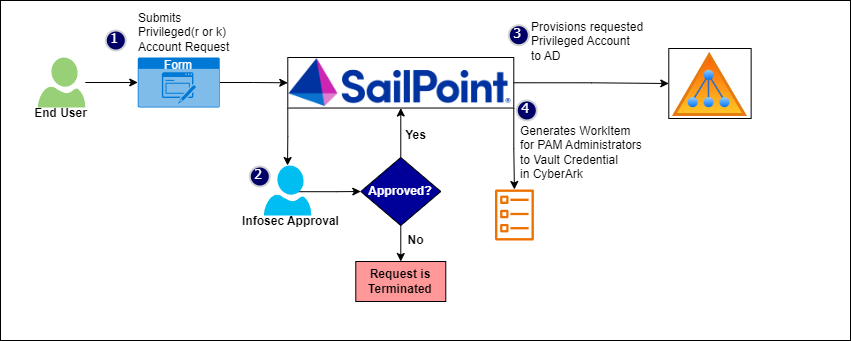 1
Submits
Privileged(r or k)
Account Request
Form
End User
SailPoint®
2
Infosec Approval
Approved?
Yes
No
Request is
Terminated
3
Provisions requested
Privileged Account
to AD
4
Generates WorkItem
for PAM Administrators
to Vault Credential
in CyberArk